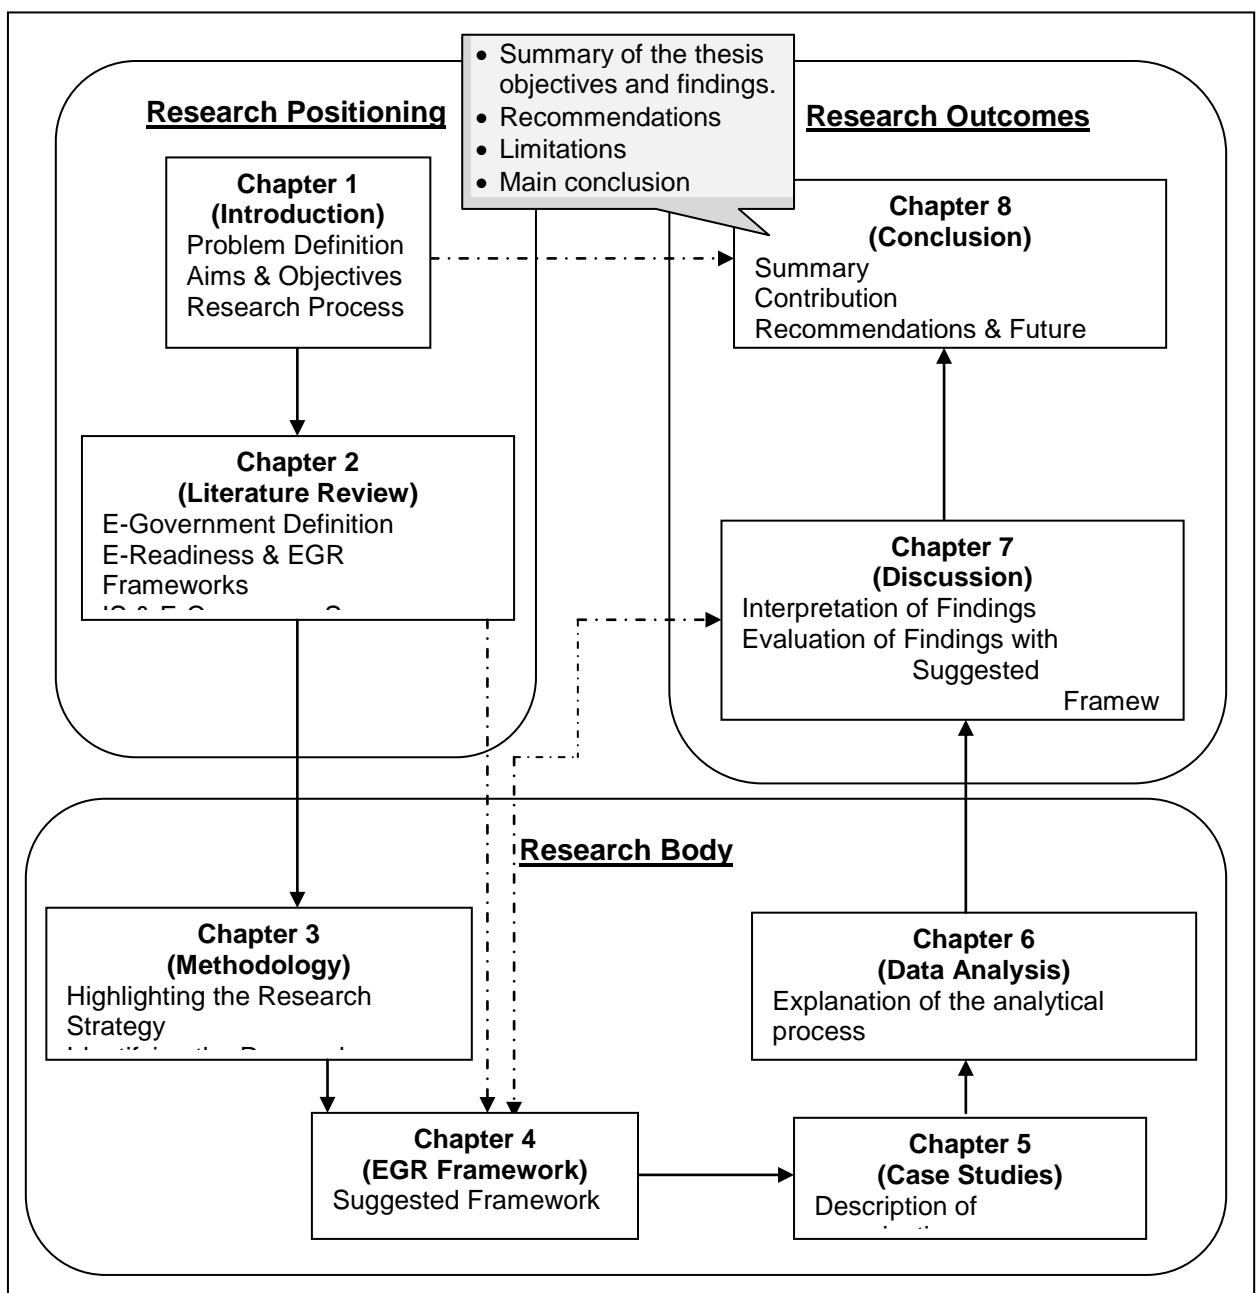 • Summary of the thesis
objectives and findings.
• Recommendations
• Limitations
• Main conclusion
Research Positioning
Chapter 1
(Introduction)
Problem Definition
Aims & Objectives
Research Process
Chapter 2
(Literature Review)
E-Government Definition
E-Readiness & EGR
Frameworks
Research Outcomes
Chapter 8
(Conclusion)
Summary
Contribution
Recommendations & Future
Chapter 7
(Discussion)
Interpretation of Findings
Evaluation of Findings with
Suggested
Framew
Research Body
Chapter 3
(Methodology)
Highlighting the Research
Strategy
Chapter 4
(EGR Framework)
Suggested Framework
Chapter 5
(Case Studies)
Description of
Chapter 6
(Data Analysis)
Explanation of the analytical
process